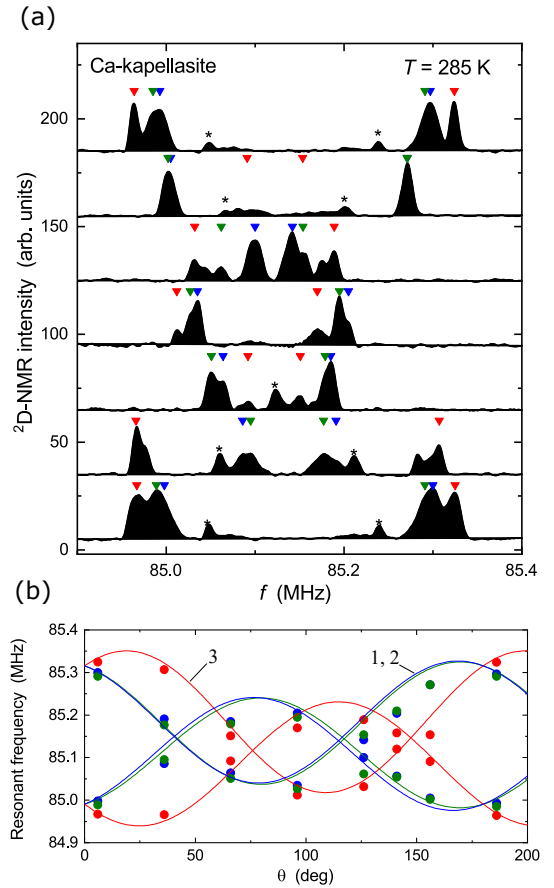 (a)
Ca-kapellasite
T = 285 K
200
150
100
50
0
²D-NMR intensity (arb. units)
* *
* *
*
* *
* *
85.0 85.2 85.4
f (MHz)
(b)
85.4
85.3
85.2
85.1
85.0
84.9
Resonant frequency (MHz)
3
1, 2
0 50 100 150 200
θ (deg)